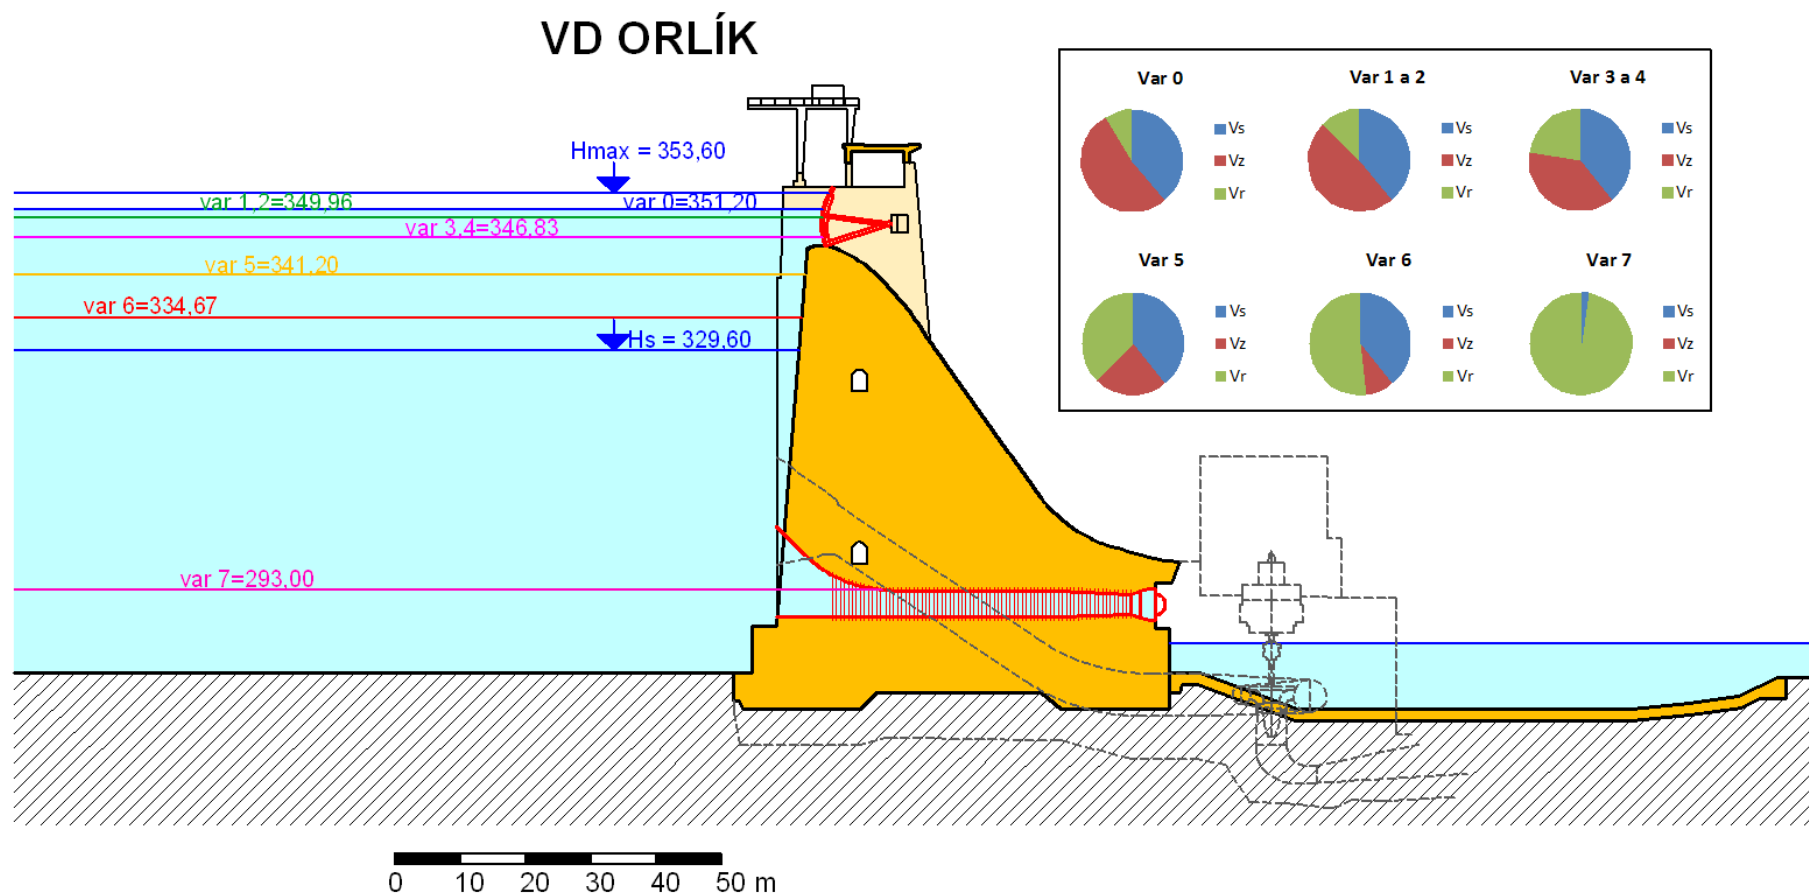 VD ORLÍK
Hmax = 353,60
var 1,2=349,96
var 0=351,20
var 3,4=346,83
var 5=341,20
var 6=334,67
Hs = 329,60
var 7=293,00
Var 0
Vs
Vz
Vr
Var 1 a 2
Vs
Vz
Vr
Var 3 a 4
Vs
Vz
Vr
Var 5
Vs
Vz
Vr
Var 6
Vs
Vz
Vr
Var 7
Vs
Vz
Vr
0 10 20 30 40 50 m